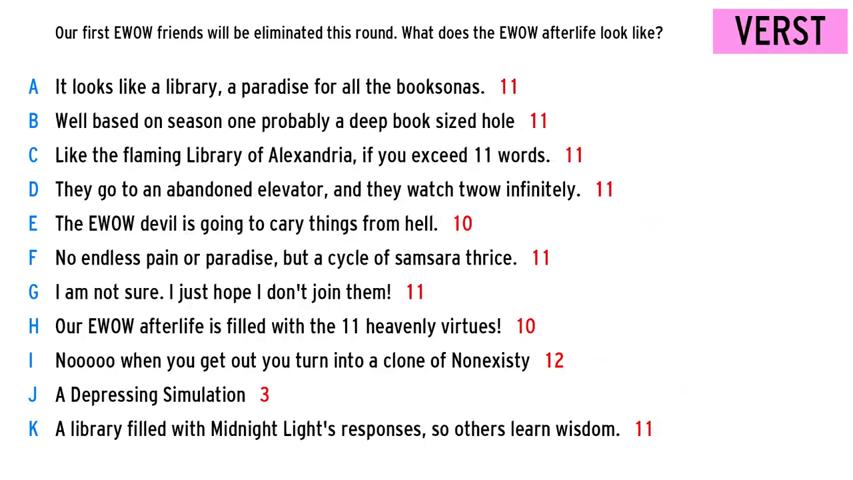 Our first EWOW friends will be eliminated this round. What does the EWOW afterlife look like?
VERST
A It looks like a library, a paradise for all the booksonas. 11
B Well based on season one probably a deep book sized hole 11
C Like the flaming Library of Alexandria, if you exceed 11 words. 11
D They go to an abandoned elevator, and they watch twow infinitely. 11
E The EWOW devil is going to cary things from hell. 10
F No endless pain or paradise, but a cycle of samsara thrice. 11
G I am not sure. I just hope I don't join them! 11
H Our EWOW afterlife is filled with the 11 heavenly virtues! 10
I Nooooo when you get out you turn into a clone of Nonexisty 12
J A Depressing Simulation 3
K A library filled with Midnight Light's responses, so others learn wisdom. 11